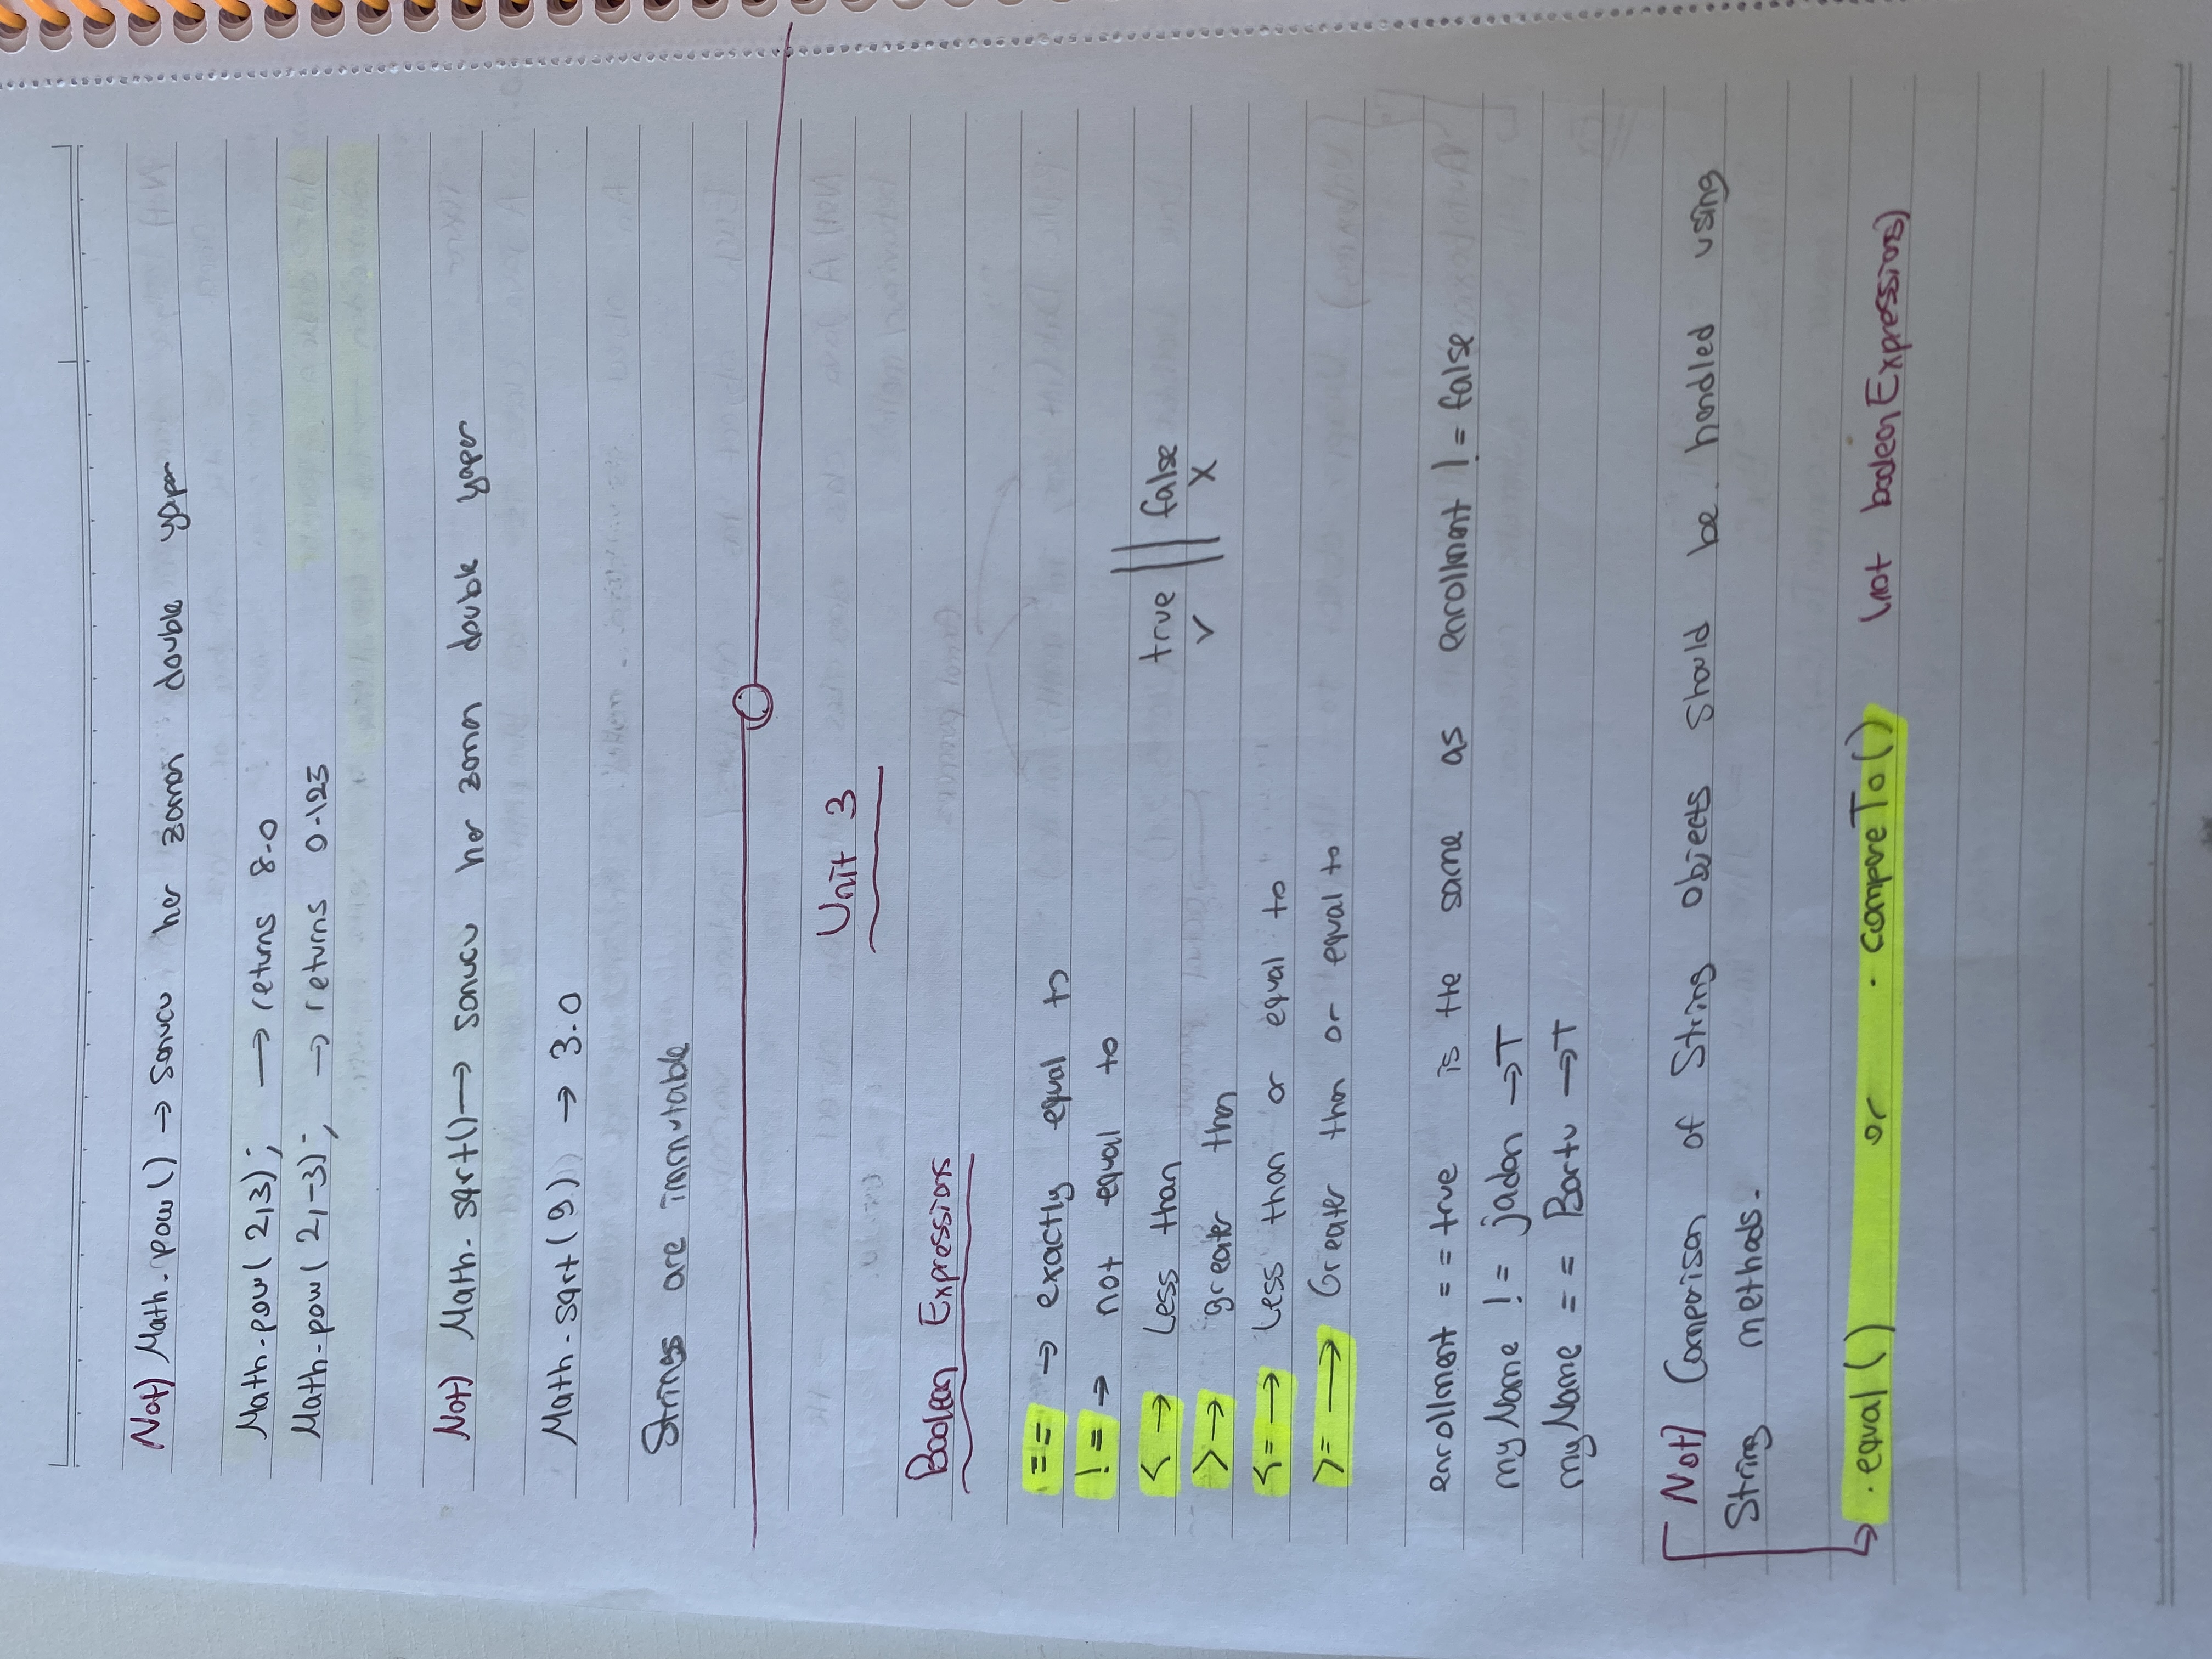 Not) Math.pow() → sonucu her zaman double yapar
Math.pow(2,3); → returns 8.0
Math.pow(2,-3); → returns 0.125
Not) Math.sqrt() → sonucu her zaman double yapar
Math.sqrt(9) → 3.0
Strings are immutable
Unit 3
Boolean Expressions
== → exactly equal to
!= → not equal to
< → Less than
> → greater than
<= → Less than or equal to
>= → Greater than or equal to
true || false
✓ X
enrollment == true is the same as enrollment != false
myName != jadon → T
myName == Bartu → T
Not) Comparison of String objects should be handled using
String methods.
→ .equal() or .compareTo() (not booleanExpressions)